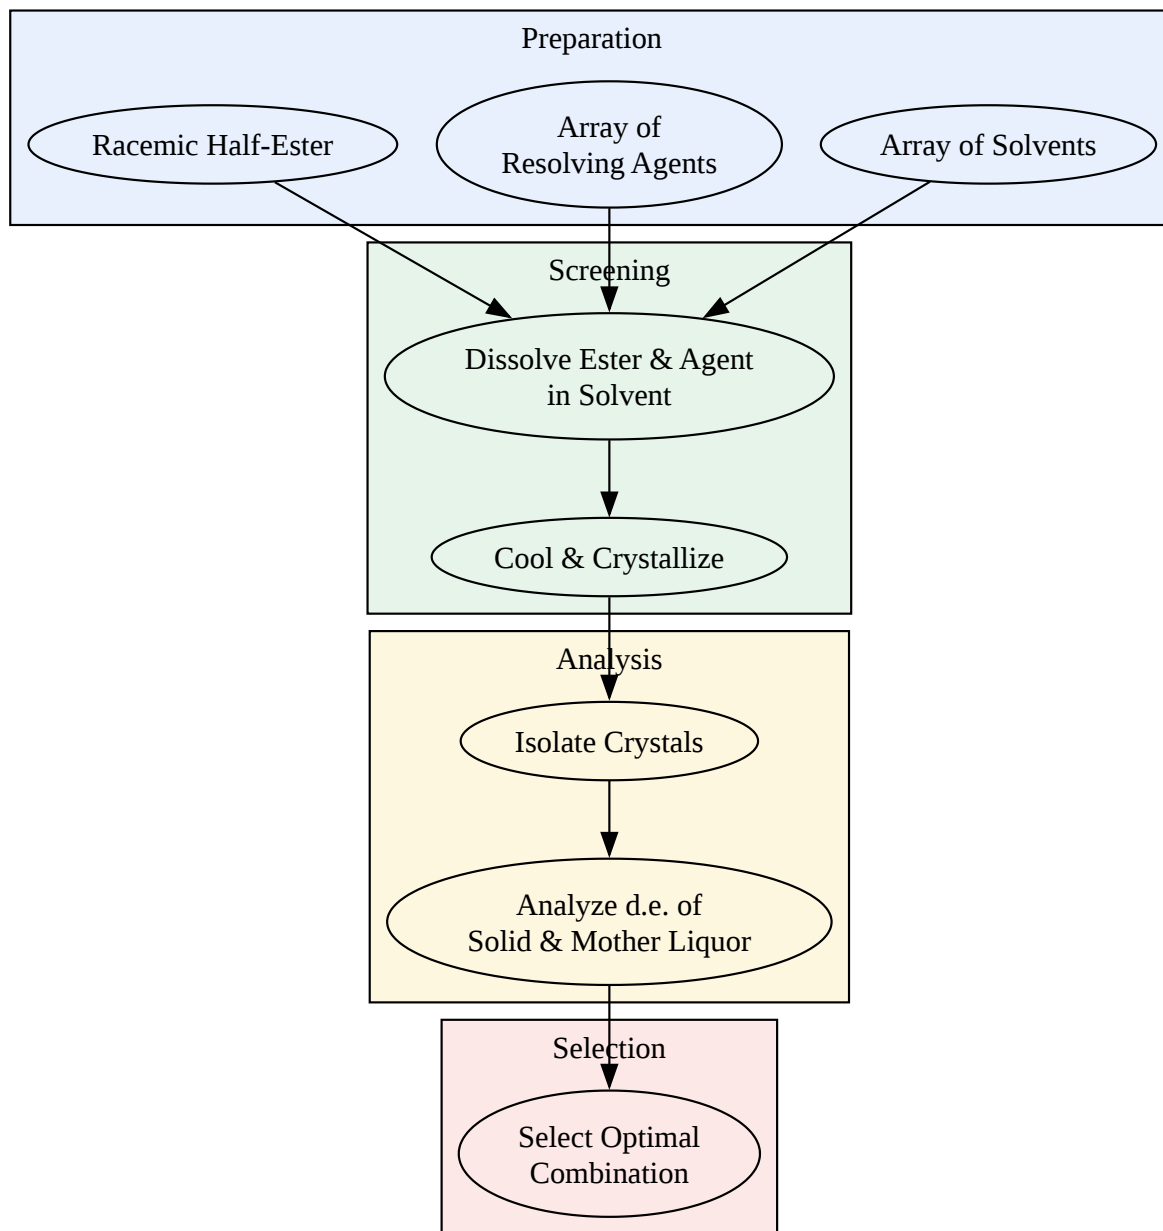 Preparation
Racemic Half-Ester
Array of
Resolving Agents
Array of Solvents
Screening
Dissolve Ester & Agent
in Solvent
Cool & Crystallize
Analysis
Isolate Crystals
Analyze d.e. of
Solid & Mother Liquor
Selection
Select Optimal
Combination